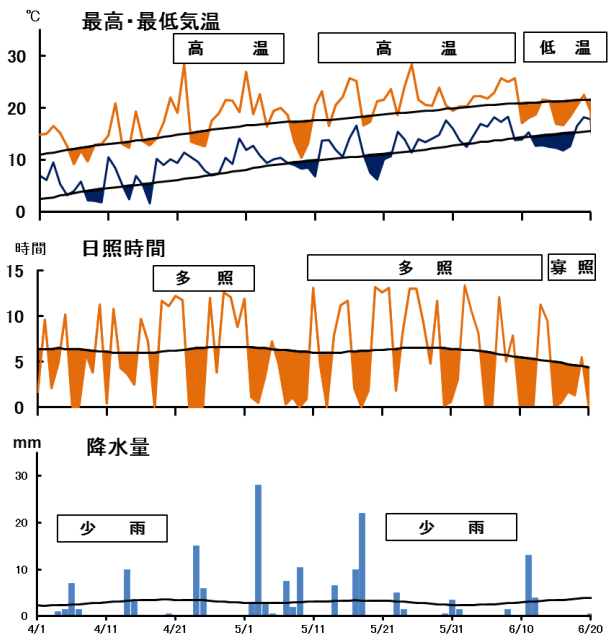 ℃ 最高・最低気温
高 温 高 温 低 温
30
20
10
0
時間 日照時間
多 照 多 照 寡 照
15
10
5
0
mm 降水量
30
少 雨 少 雨
20
10
0
4/1 4/11 4/21 5/1 5/11 5/21 5/31 6/10 6/20